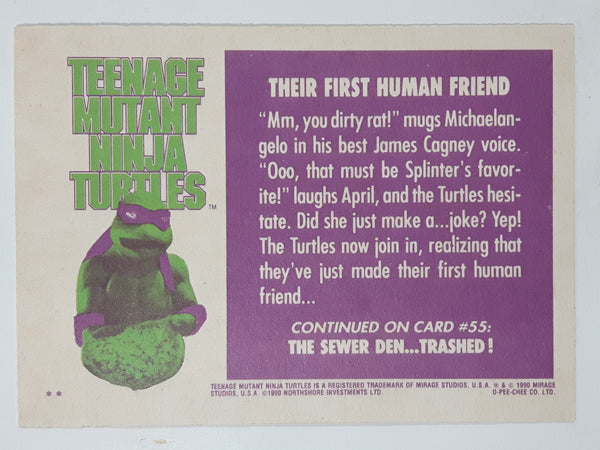 TEENAGE
MUTANT
NINJA
TURTLES™
THEIR FIRST HUMAN FRIEND
“Mm, you dirty rat!” mugs Michaelan-
gelo in his best James Cagney voice.
“Ooo, that must be Splinter’s favor-
ite!” laughs April, and the Turtles hesi-
tate. Did she just make a...joke? Yep!
The Turtles now join in, realizing that
they’ve just made their first human
friend...
CONTINUED ON CARD #55:
THE SEWER DEN...TRASHED!
* *
TEENAGE MUTANT NINJA TURTLES IS A REGISTERED TRADEMARK OF MIRAGE STUDIOS, U.S.A. ® & © 1990 MIRAGE
STUDIOS, U.S.A. ©1990 NORTHSHORE INVESTMENTS LTD. O-PEE-CHEE CO. LTD.